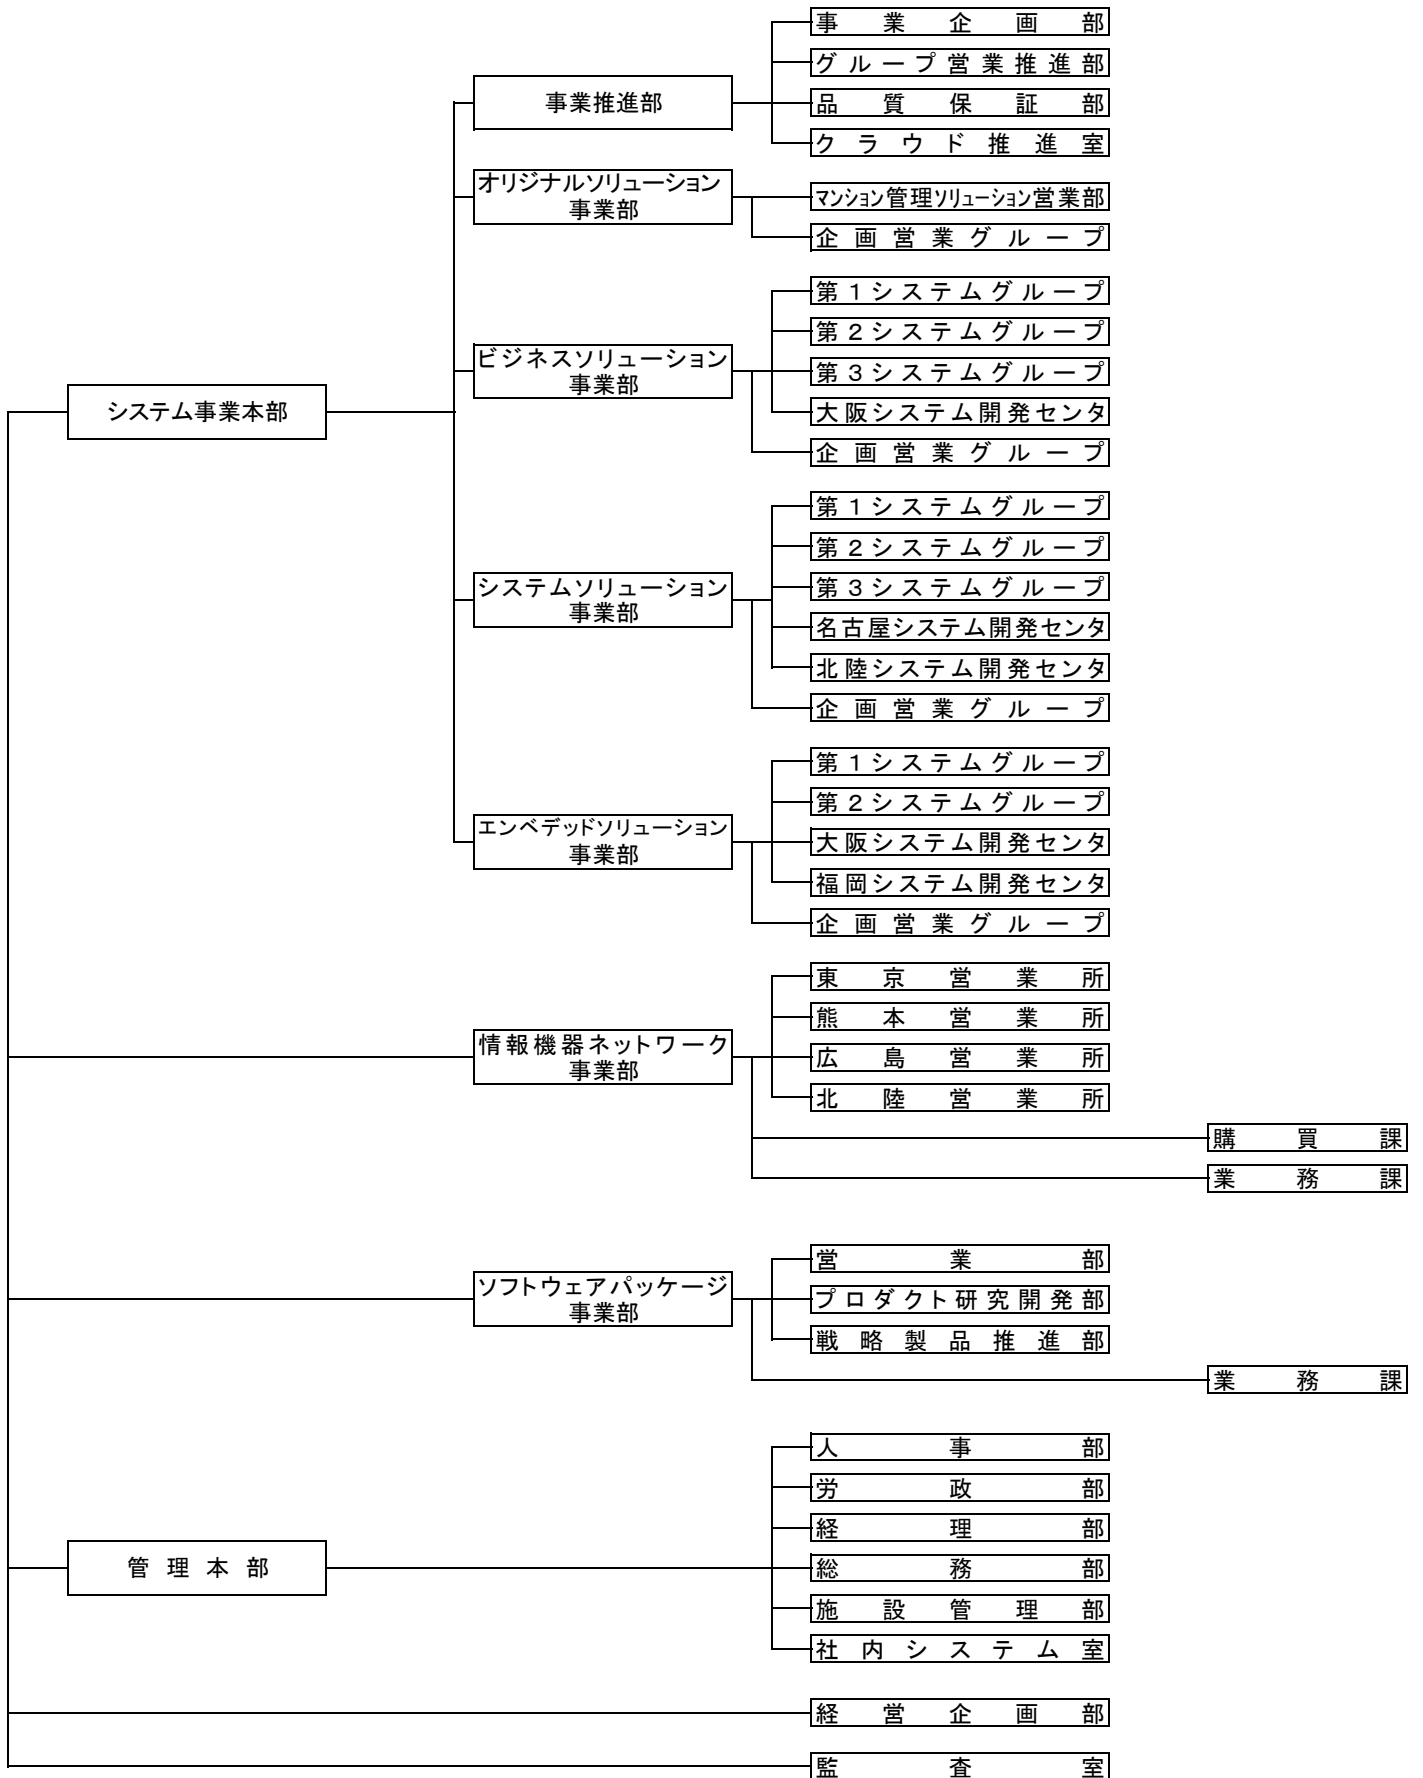 事業企画部
グループ営業推進部
事業推進部
品質保証部
クラウド推進室
オリジナルソリューション
事業部
マンション管理ソリューション営業部
企画営業グループ
第1システムグループ
第2システムグループ
ビジネスソリューション
事業部
第3システムグループ
システム事業本部
大阪システム開発センタ
企画営業グループ
第1システムグループ
第2システムグループ
システムソリューション
事業部
第3システムグループ
名古屋システム開発センタ
北陸システム開発センタ
企画営業グループ
第1システムグループ
第2システムグループ
エンベデッドソリューション
事業部
大阪システム開発センタ
福岡システム開発センタ
企画営業グループ
東京営業所
熊本営業所
情報機器ネットワーク
事業部
広島営業所
北陸営業所
購買課
業務課
営業部
ソフトウェアパッケージ
事業部
プロダクト研究開発部
戦略製品推進部
業務課
人事部
労政部
経理部
管理本部
総務部
施設管理部
社内システム室
経営企画部
監査室